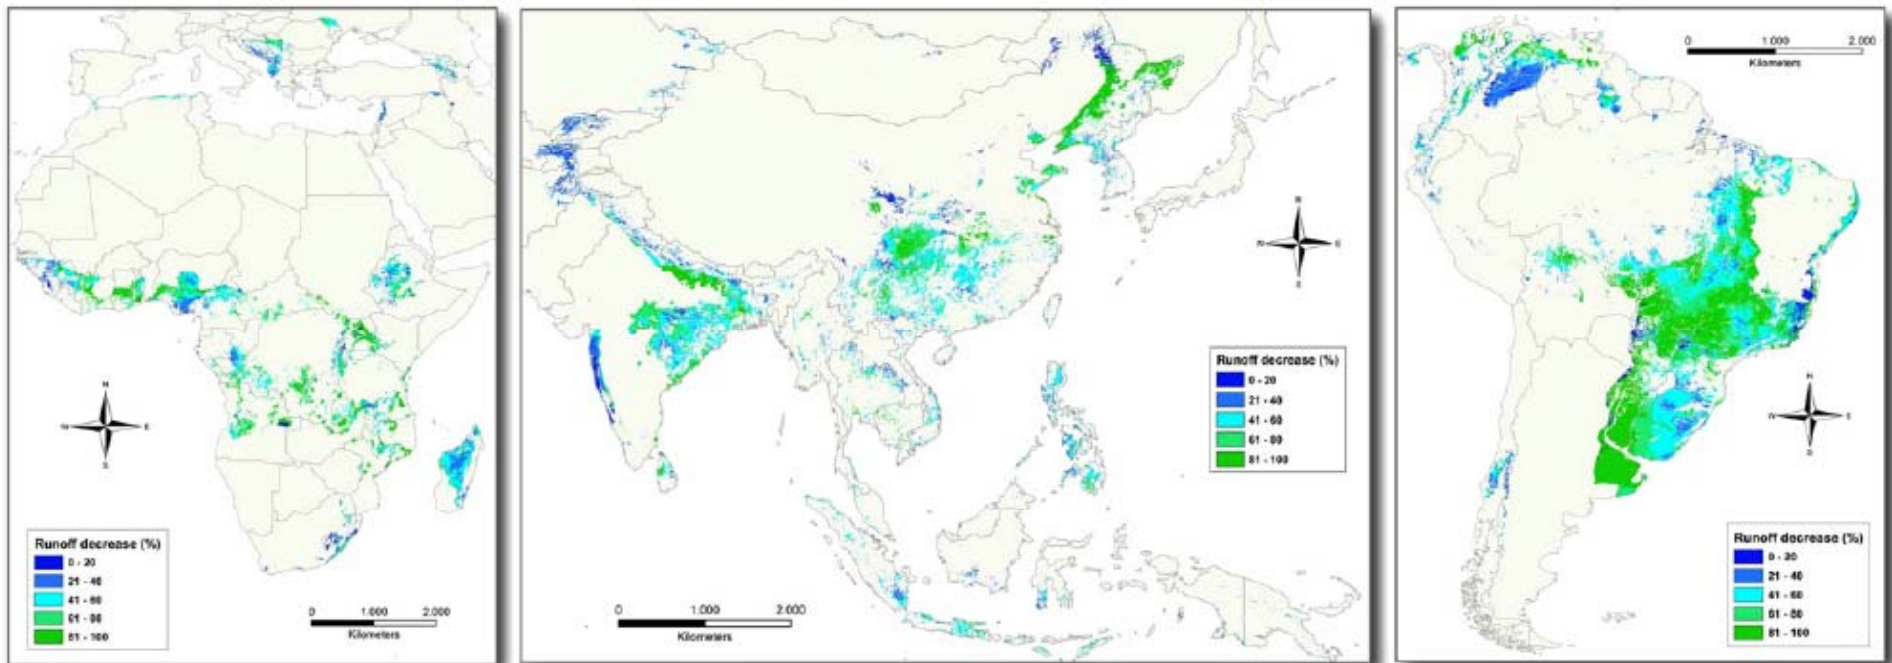 N
W E
S
Runoff decrease (%)
0 - 20
21 - 40
41 - 60
61 - 80
81 - 100
0 1.000 2.000
Kilometers
N
W E
S
Runoff decrease (%)
0 - 20
21 - 40
41 - 60
61 - 80
81 - 100
0 1.000 2.000
Kilometers
0 1.000 2.000
Kilometers
N
W E
S
Runoff decrease (%)
0 - 20
21 - 40
41 - 60
61 - 80
81 - 100